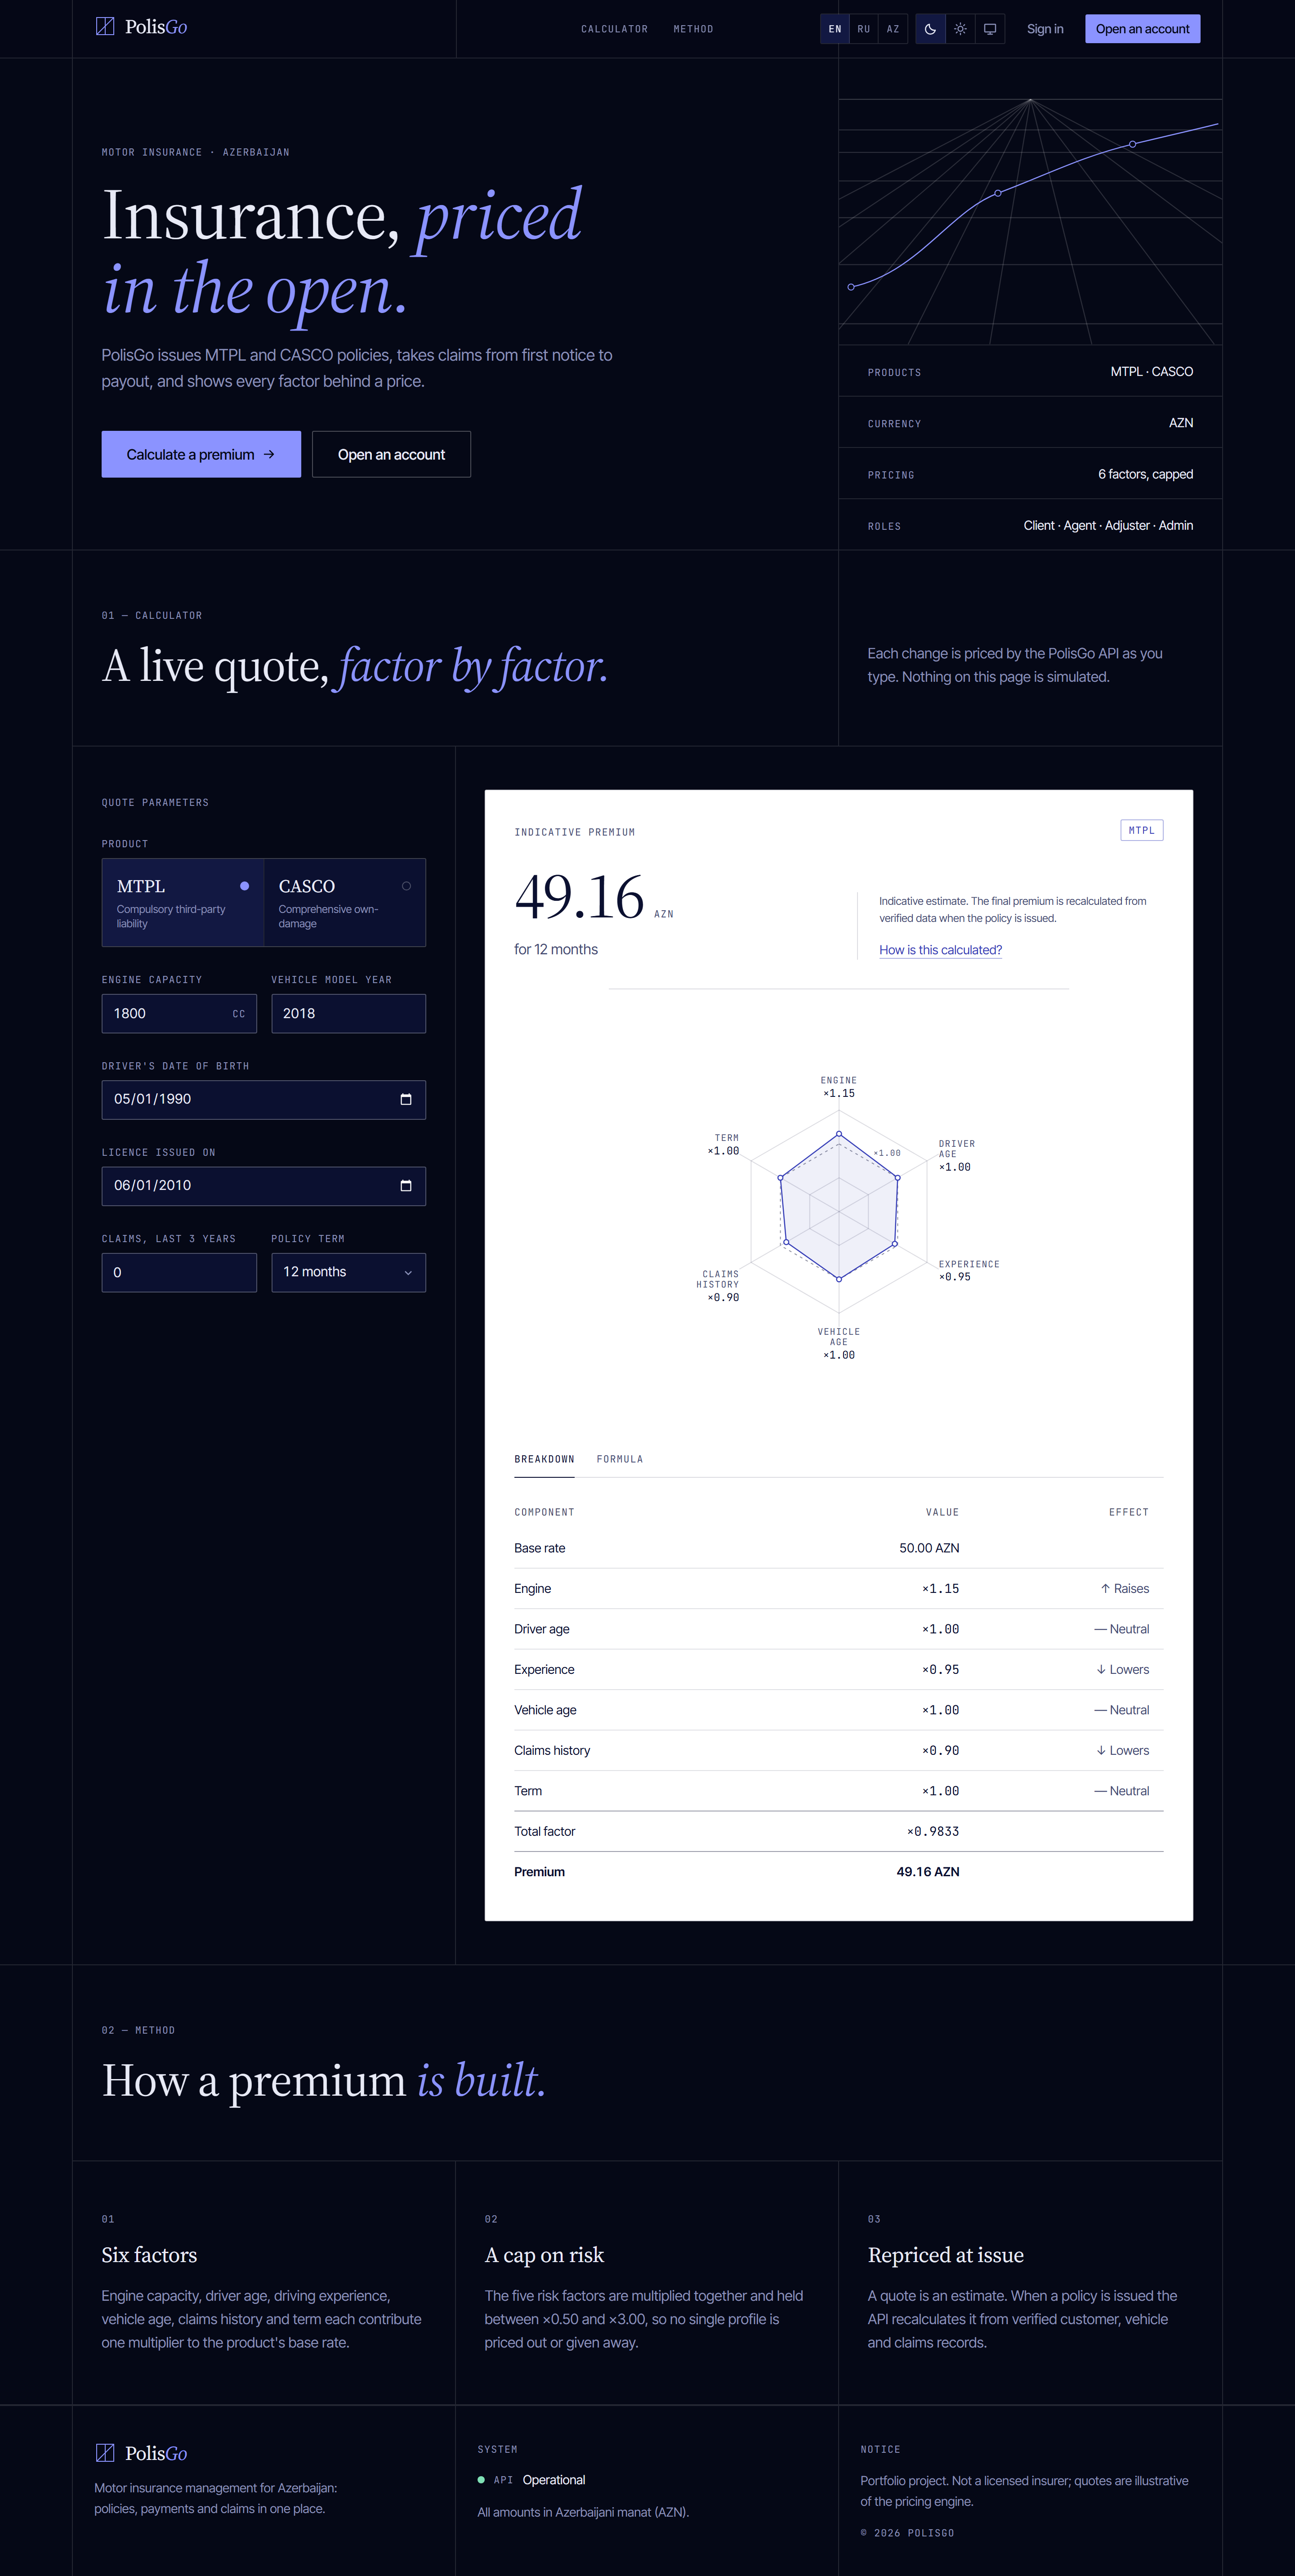 PolisGo
CALCULATOR METHOD
EN RU AZ
Sign in
Open an account
MOTOR INSURANCE · AZERBAIJAN
Insurance, priced
in the open.
PolisGo issues MTPL and CASCO policies, takes claims from first notice to
payout, and shows every factor behind a price.
Calculate a premium →
Open an account
PRODUCTS MTPL · CASCO
CURRENCY AZN
PRICING 6 factors, capped
ROLES Client · Agent · Adjuster · Admin
01 — CALCULATOR
A live quote, factor by factor.
Each change is priced by the PolisGo API as you
type. Nothing on this page is simulated.
QUOTE PARAMETERS
PRODUCT
MTPL
Compulsory third-party
liability
CASCO
Comprehensive own-
damage
ENGINE CAPACITY
1800 CC
VEHICLE MODEL YEAR
2018
DRIVER'S DATE OF BIRTH
05/01/1990
LICENCE ISSUED ON
06/01/2010
CLAIMS, LAST 3 YEARS
0
POLICY TERM
12 months
INDICATIVE PREMIUM
MTPL
49.16 AZN
for 12 months
Indicative estimate. The final premium is recalculated from
verified data when the policy is issued.
How is this calculated?
ENGINE
×1.15
TERM
×1.00
DRIVER
AGE
×1.00
×1.00
EXPERIENCE
×0.95
CLAIMS
HISTORY
×0.90
VEHICLE
AGE
×1.00
BREAKDOWN FORMULA
COMPONENT VALUE EFFECT
Base rate 50.00 AZN
Engine ×1.15 ↑ Raises
Driver age ×1.00 — Neutral
Experience ×0.95 ↓ Lowers
Vehicle age ×1.00 — Neutral
Claims history ×0.90 ↓ Lowers
Term ×1.00 — Neutral
Total factor ×0.9833
Premium 49.16 AZN
02 — METHOD
How a premium is built.
01
Six factors
Engine capacity, driver age, driving experience,
vehicle age, claims history and term each contribute
one multiplier to the product's base rate.
02
A cap on risk
The five risk factors are multiplied together and held
between ×0.50 and ×3.00, so no single profile is
priced out or given away.
03
Repriced at issue
A quote is an estimate. When a policy is issued the
API recalculates it from verified customer, vehicle
and claims records.
PolisGo
Motor insurance management for Azerbaijan:
policies, payments and claims in one place.
SYSTEM
API Operational
All amounts in Azerbaijani manat (AZN).
NOTICE
Portfolio project. Not a licensed insurer; quotes are illustrative
of the pricing engine.
© 2026 POLISGO